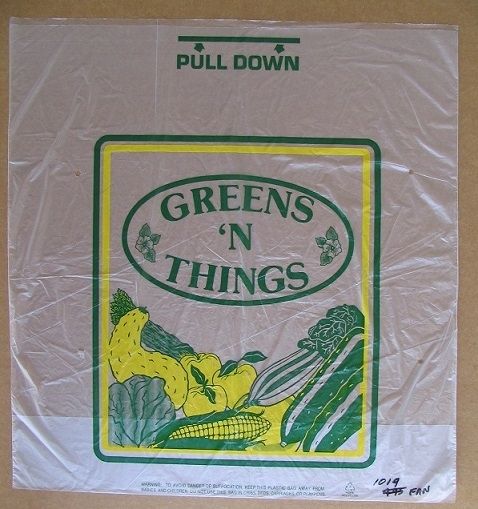 PULL DOWN
GREENS
'N
THINGS
WARNING: TO AVOID DANGER OF SUFFOCATION, KEEP THIS PLASTIC BAG AWAY FROM
BABIES AND CHILDREN. DO NOT USE THIS BAG IN CRIBS, BEDS, CARRIAGES OR PLAYPENS.
1019
FAN